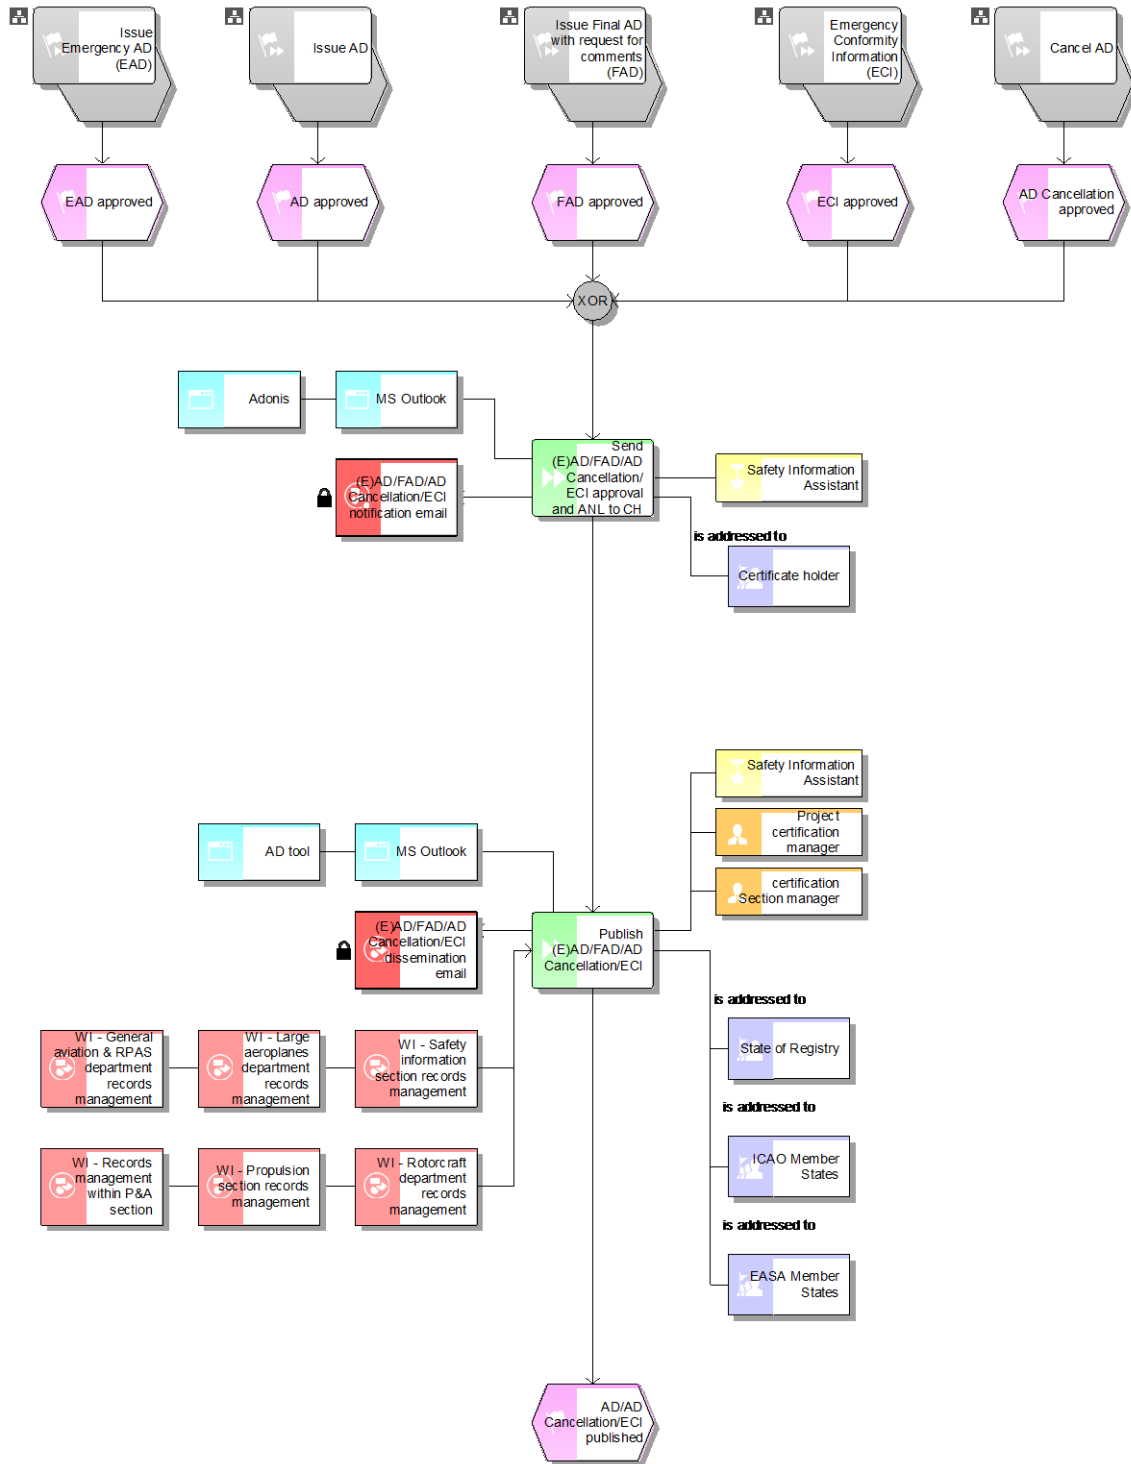 Issue
Emergency AD
(EAD)
Issue AD
Issue Final AD
with request for
comments
(FAD)
Emergency
Conformity
Information
(ECI)
Cancel AD
EAD approved
AD approved
FAD approved
ECI approved
AD Cancellation
approved
XOR
Adonis
MS Outlook
Send
(E)AD/FAD/AD
Cancellation/
ECI approval
and ANL to CH
Safety Information
Assistant
(E)AD/FAD/AD
Cancellation/ECI
notification email
is addressed to
Certificate holder
Safety Information
Assistant
Project
certification
manager
AD tool
MS Outlook
certification
Section manager
(E)AD/FAD/AD
Cancellation/ECI
dissemination
email
Publish
(E)AD/FAD/AD
Cancellation/ECI
is addressed to
State of Registry
WI - General
aviation & RPAS
department
records
management
WI - Large
aeroplanes
department
records
management
WI - Safety
information
section records
management
is addressed to
ICAO Member
States
WI - Records
management
within P&A
section
WI - Propulsion
section records
management
WI - Rotorcraft
department
records
management
is addressed to
EASA Member
States
AD/AD
Cancellation/ECI
published